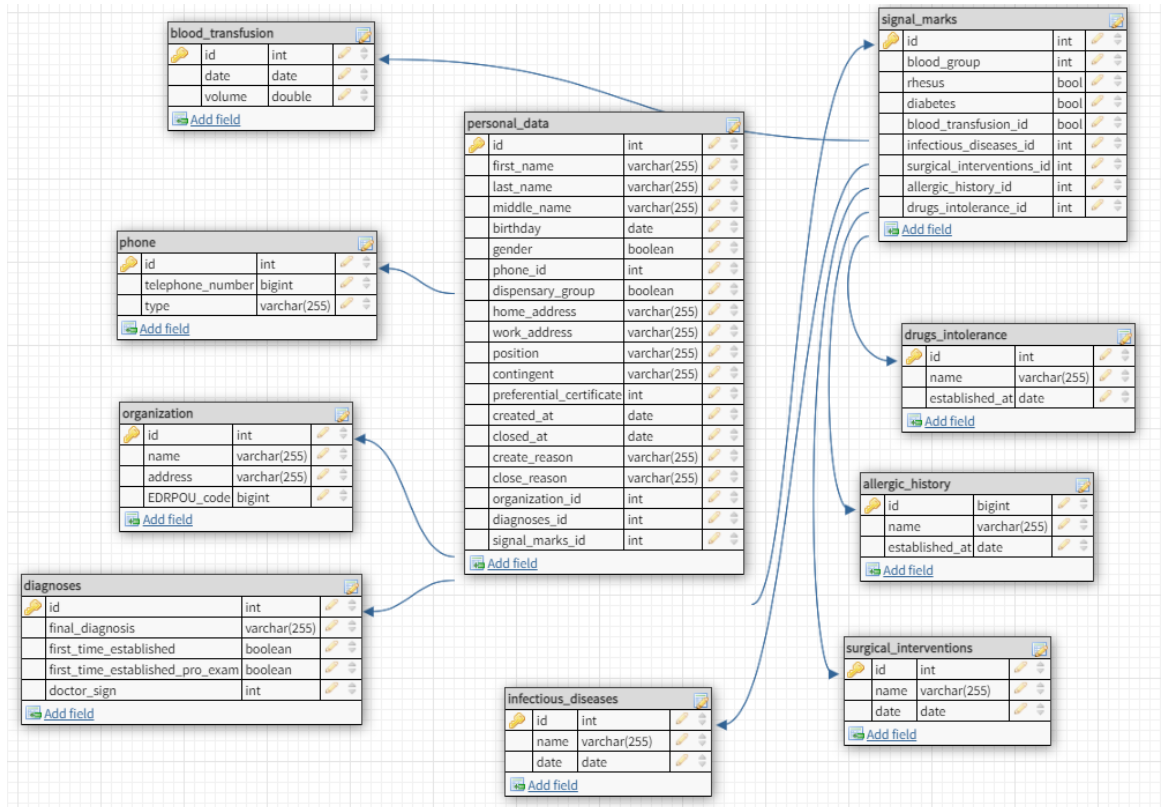 blood_transfusion
id int
date date
volume double
Add field
signal_marks
id int
blood_group int
rhesus bool
diabetes bool
blood_transfusion_id bool
infectious_diseases_id int
surgical_interventions_id int
allergic_history_id int
drugs_intolerance_id int
Add field
personal_data
id int
first_name varchar(255)
last_name varchar(255)
middle_name varchar(255)
birthday date
gender boolean
phone_id int
dispensary_group boolean
home_address varchar(255)
work_address varchar(255)
position varchar(255)
contingent varchar(255)
preferential_certificate int
created_at date
closed_at date
create_reason varchar(255)
close_reason varchar(255)
organization_id int
diagnoses_id int
signal_marks_id int
Add field
phone
id int
telephone_number bigint
type varchar(255)
Add field
drugs_intolerance
id int
name varchar(255)
established_at date
Add field
organization
id int
name varchar(255)
address varchar(255)
EDRPOU_code bigint
Add field
allergic_history
id bigint
name varchar(255)
established_at date
Add field
diagnoses
id int
final_diagnosis varchar(255)
first_time_established boolean
first_time_established_pro_exam boolean
doctor_sign int
Add field
surgical_interventions
id int
name varchar(255)
date date
Add field
infectious_diseases
id int
name varchar(255)
date date
Add field